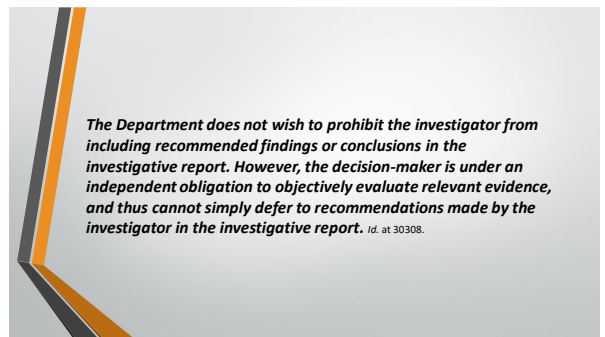 The Department does not wish to prohibit the investigator from
including recommended findings or conclusions in the
investigative report. However, the decision-maker is under an
independent obligation to objectively evaluate relevant evidence,
and thus cannot simply defer to recommendations made by the
investigator in the investigative report. Id. at 30308.